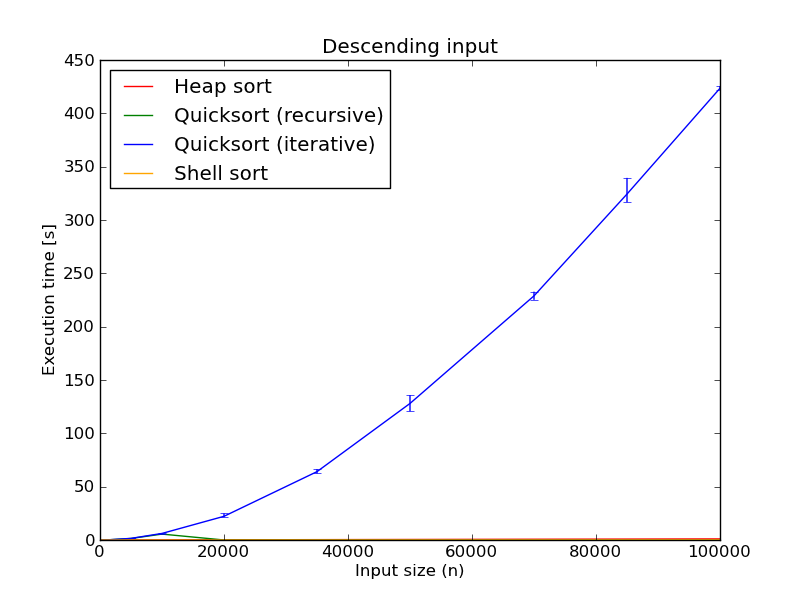 Descending input
Heap sort
Quicksort (recursive)
Quicksort (iterative)
Shell sort
450
400
350
300
250
200
150
100
50
0
Execution time [s]
0 20000 40000 60000 80000 100000
Input size (n)